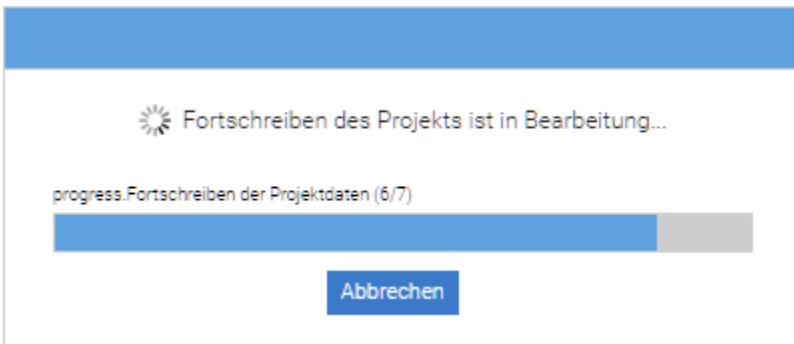 Fortschreiben des Projekts ist in Bearbeitung...
progress.Fortschreiben der Projektdaten (6/7)
Abbrechen